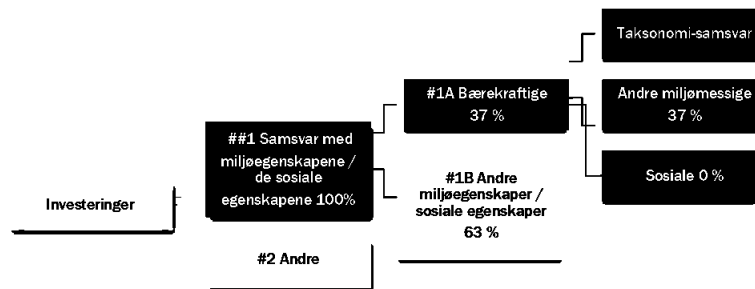 Taksonomi-samsvar
#1A Bærekraftige
37 %
Andre miljømessige
37 %
##1 Samsvar med
miljøegenskapene /
de sosiale
egenskapene 100%
Sosiale 0 %
#1B Andre
miljøegenskaper /
sosiale egenskaper
63 %
Investeringer
#2 Andre